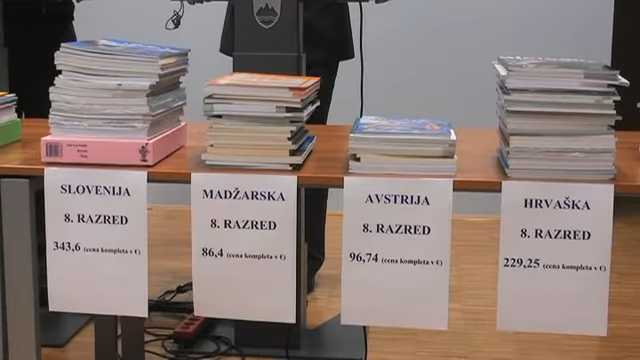 SLOVENIJA
8. RAZRED
343,6 (cena kompleta v €)
MADŽARSKA
8. RAZRED
86,4 (cena kompleta v €)
AVSTRIJA
8. RAZRED
96,74 (cena kompleta v €)
HRVAŠKA
8. RAZRED
229,25 (cena kompleta v €)